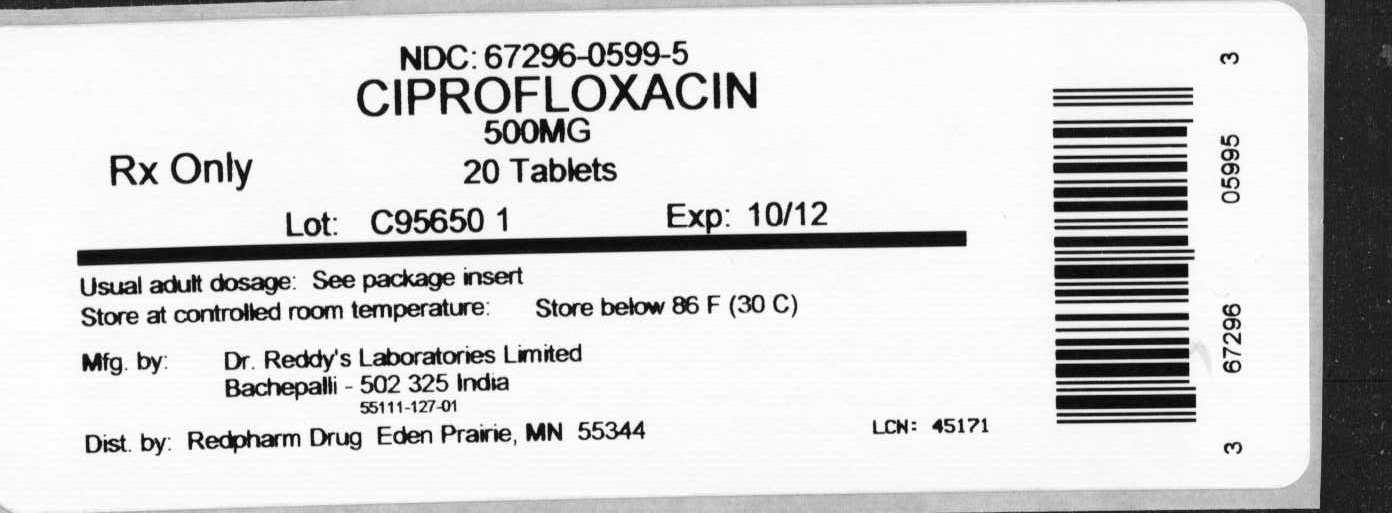 NDC: 67296-0599-5
CIPROFLOXACIN
500MG
Rx Only 20 Tablets
Lot: C95650 1 Exp: 10/12
Usual adult dosage: See package insert
Store at controlled room temperature: Store below 86 F (30 C)
Mfg. by: Dr. Reddy's Laboratories Limited
Bachepalli - 502 325 India
55111-127-01
Dist. by: Redpharm Drug Eden Prairie, MN 55344
LCN: 45171
3 67296 05995 3